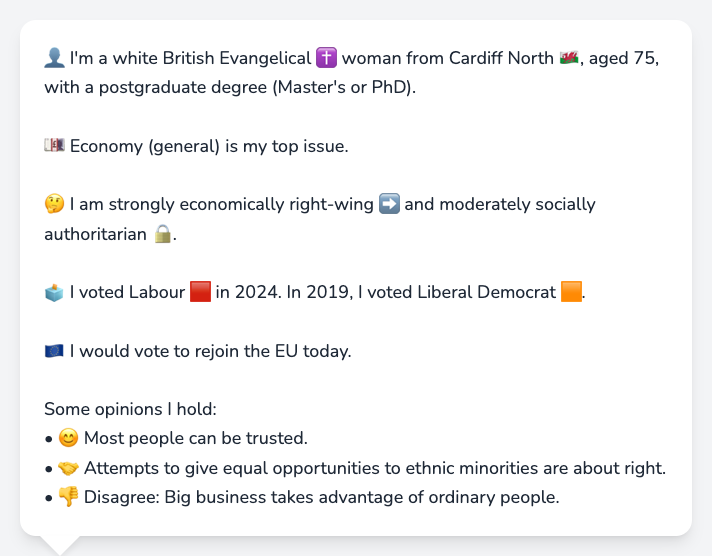 👤 I'm a white British Evangelical ✝️ woman from Cardiff North 🏴󠁧󠁢󠁷󠁬󠁳󠁿, aged 75,
with a postgraduate degree (Master's or PhD).
💷 Economy (general) is my top issue.
🤔 I am strongly economically right-wing ➡️ and moderately socially
authoritarian 🔒.
🗳️ I voted Labour 🟥 in 2024. In 2019, I voted Liberal Democrat 🟧.
🇪🇺 I would vote to rejoin the EU today.
Some opinions I hold:
• 😊 Most people can be trusted.
• 🤝 Attempts to give equal opportunities to ethnic minorities are about right.
• 👎 Disagree: Big business takes advantage of ordinary people.